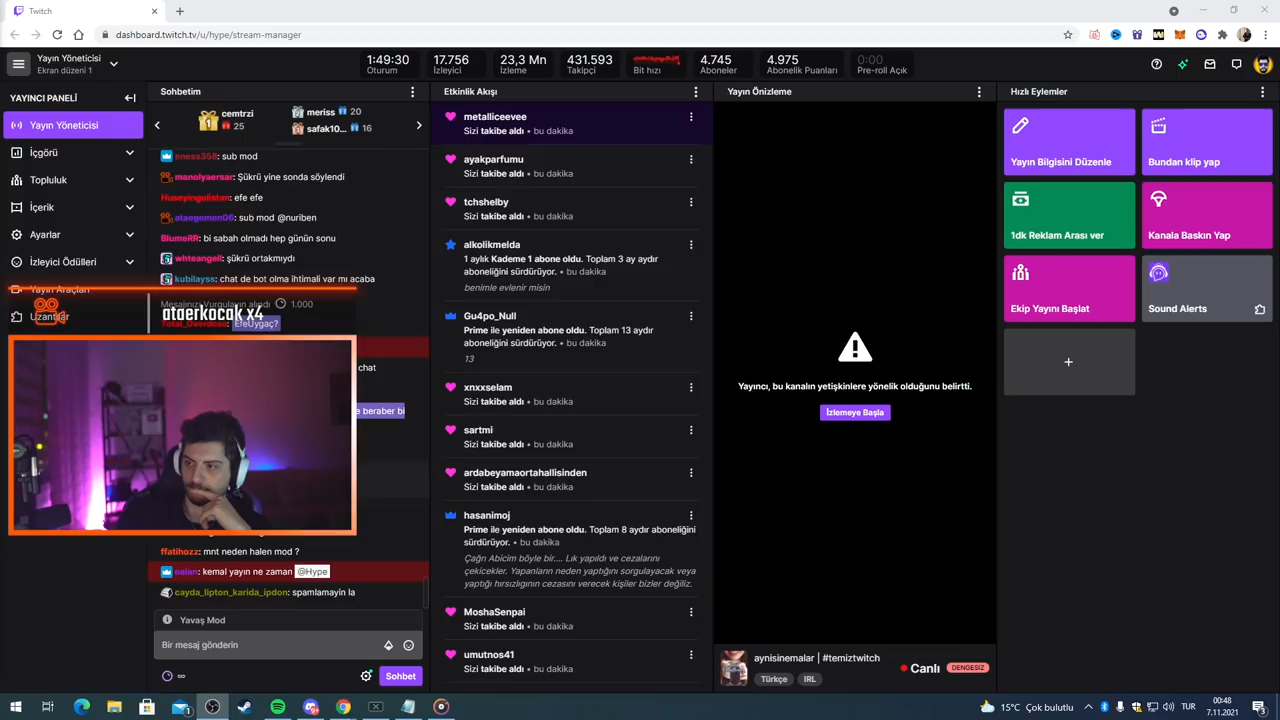 Twitch
dashboard.twitch.tv/u/hype/stream-manager
Yayın Yöneticisi
Ekran düzeni 1
1:49:30
Oturum
17.756
İzleyici
23,3 Mn
İzleme
431.593
Takipçi
Bit hızı
4.745
Aboneler
4.975
Abonelik Puanları
0:00
Pre-roll Açık
YAYINCI PANELİ
Yayın Yöneticisi
İçgörü
Topluluk
İçerik
Ayarlar
İzleyici Ödülleri
Yayın Araçları
Uzantılar
Sohbetim
1
cemtrzi
25
meriss 20
safak10... 16
eness358: sub mod
manolyaersar: Şükrü yine sonda söylendi
Huseyingulistan: efe efe
ataegemen06: sub mod @nuriben
BlumeRR: bi sabah olmadı hep günün sonu
whteangell: şükrü ortakmıydı
kubilayss: chat de bot olma ihtimali var mı acaba
Mesajınızı Vurgulayın alındı 1.000
Total_Overdose: EfeUygaç?
ataerkocak x4
chat
e beraber bi
ffatihozz: mnt neden halen mod ?
kemal yayın ne zaman @Hype
cayda_lipton_karida_ipdon: spamlamayin la
Yavaş Mod
Bir mesaj gönderin
∞
Sohbet
Etkinlik Akışı
metalliceevee
Sizi takibe aldı • bu dakika
ayakparfumu
Sizi takibe aldı • bu dakika
tchshelby
Sizi takibe aldı • bu dakika
alkolikmelda
1 aylık Kademe 1 abone oldu. Toplam 3 ay aydır
aboneliğini sürdürüyor. • bu dakika
benimle evlenir misin
Gu4po_Null
Prime ile yeniden abone oldu. Toplam 13 aydır
aboneliğini sürdürüyor. • bu dakika
13
xnxxselam
Sizi takibe aldı • bu dakika
sartmi
Sizi takibe aldı • bu dakika
ardabeyamaortahallisinden
Sizi takibe aldı • bu dakika
hasanimoj
Prime ile yeniden abone oldu. Toplam 8 aydır aboneliğini
sürdürüyor. • bu dakika
Çağrı Abicim böyle bir.... Lık yapıldı ve cezalarını
çekicekler. Yapanların neden yaptığını sorgulayacak veya
yaptığı hırsızlıgının cezasını verecek kişiler bizler değiliz.
MoshaSenpai
Sizi takibe aldı • bu dakika
umutnos41
Sizi takibe aldı • bu dakika
Yayın Önizleme
Yayıncı, bu kanalın yetişkinlere yönelik olduğunu belirtti.
İzlemeye Başla
aynisinemalar | #temiztwitch
Türkçe
IRL
Canlı
DENGESİZ
Hızlı Eylemler
Yayın Bilgisini Düzenle
Bundan klip yap
1dk Reklam Arası ver
Kanala Baskın Yap
Ekip Yayını Başlat
Sound Alerts
+
1
15°C Çok bulutlu
TUR
00:48
7.11.2021
3